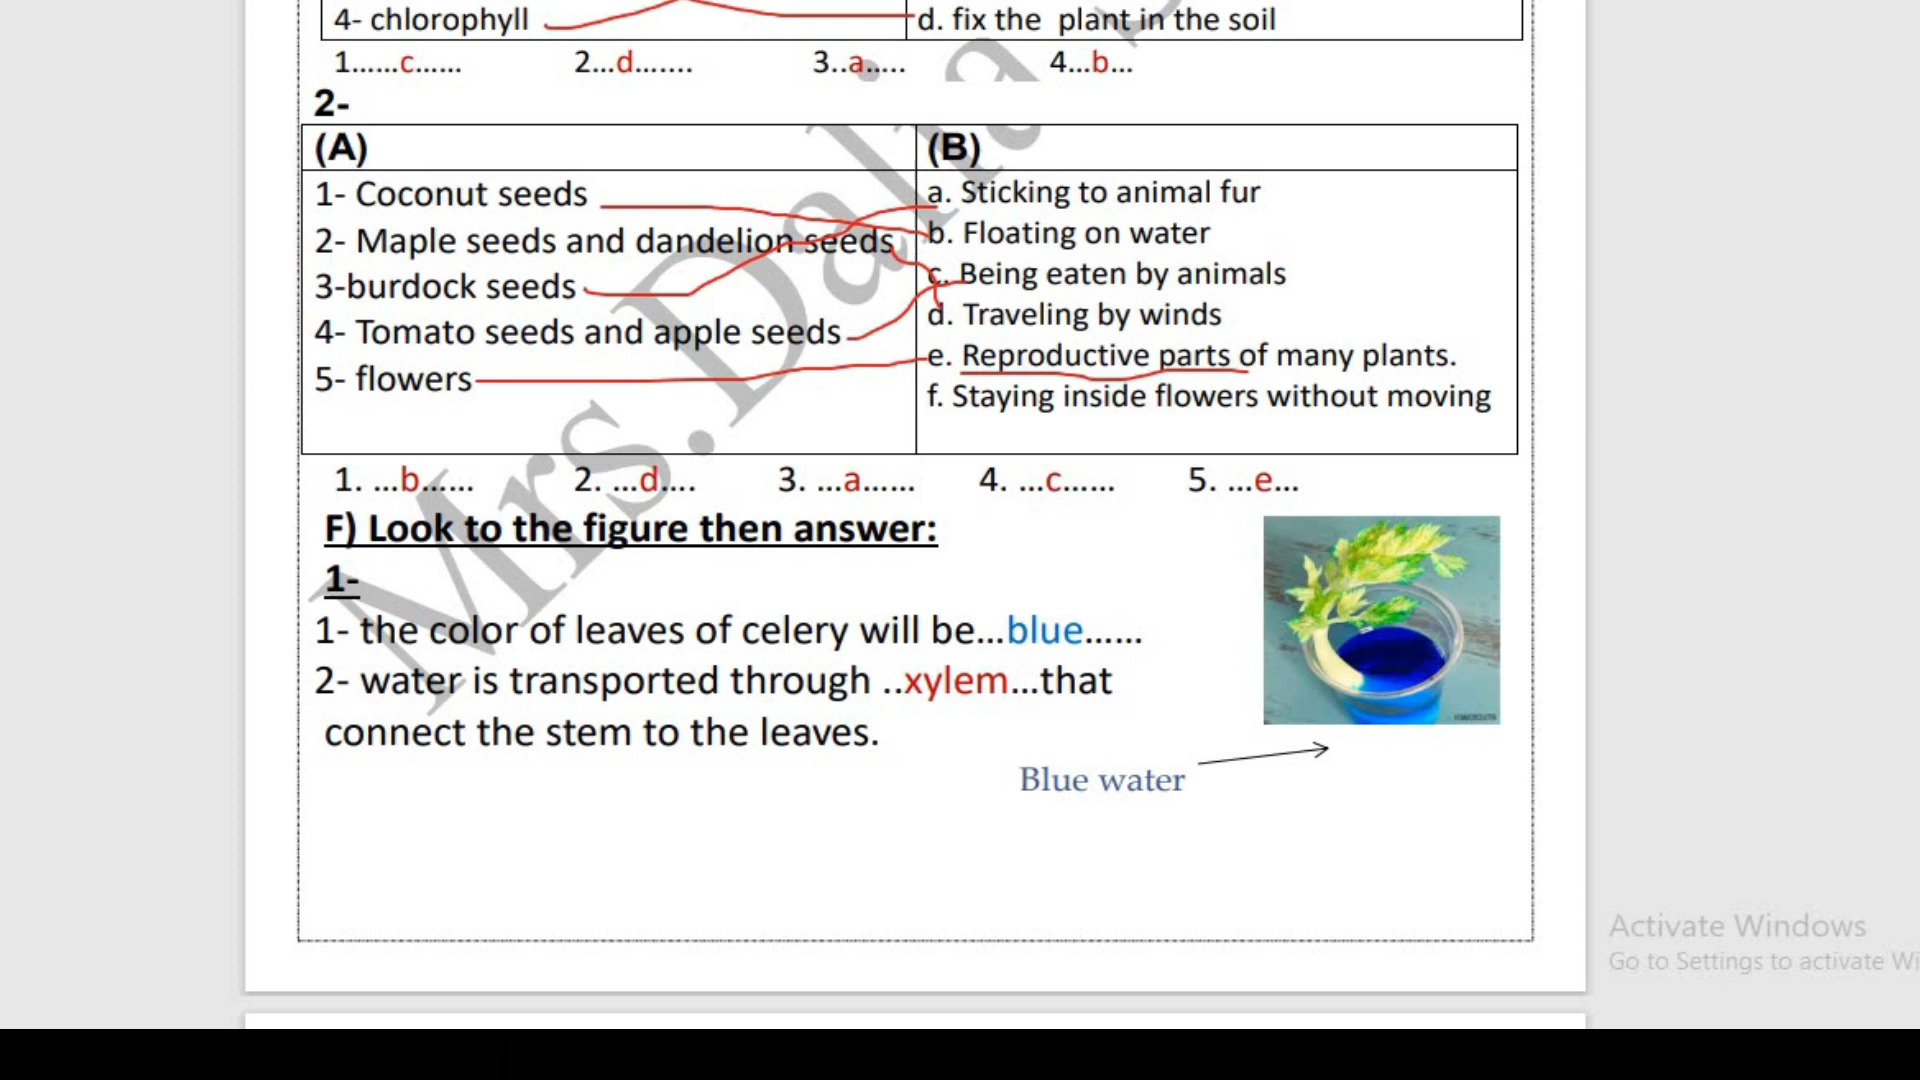 4- chlorophyll
d. fix the plant in the soil
1......c...... 2...d....... 3..a..... 4...b...
2-
(A)
(B)
1- Coconut seeds
2- Maple seeds and dandelion seeds
3-burdock seeds
4- Tomato seeds and apple seeds
5- flowers
a. Sticking to animal fur
b. Floating on water
c. Being eaten by animals
d. Traveling by winds
e. Reproductive parts of many plants.
f. Staying inside flowers without moving
1. ...b...... 2. ...d.... 3. ...a...... 4. ...c...... 5. ...e...
F) Look to the figure then answer:
1-
1- the color of leaves of celery will be...blue......
2- water is transported through ..xylem...that
connect the stem to the leaves.
Blue water
Mrs.Dalia
Activate Windows
Go to Settings to activate Wi